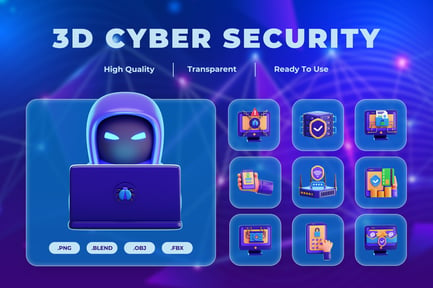 3D CYBER SECURITY
High Quality
Transparent
Ready To Use
.PNG
.BLEND
.OBJ
.FBX